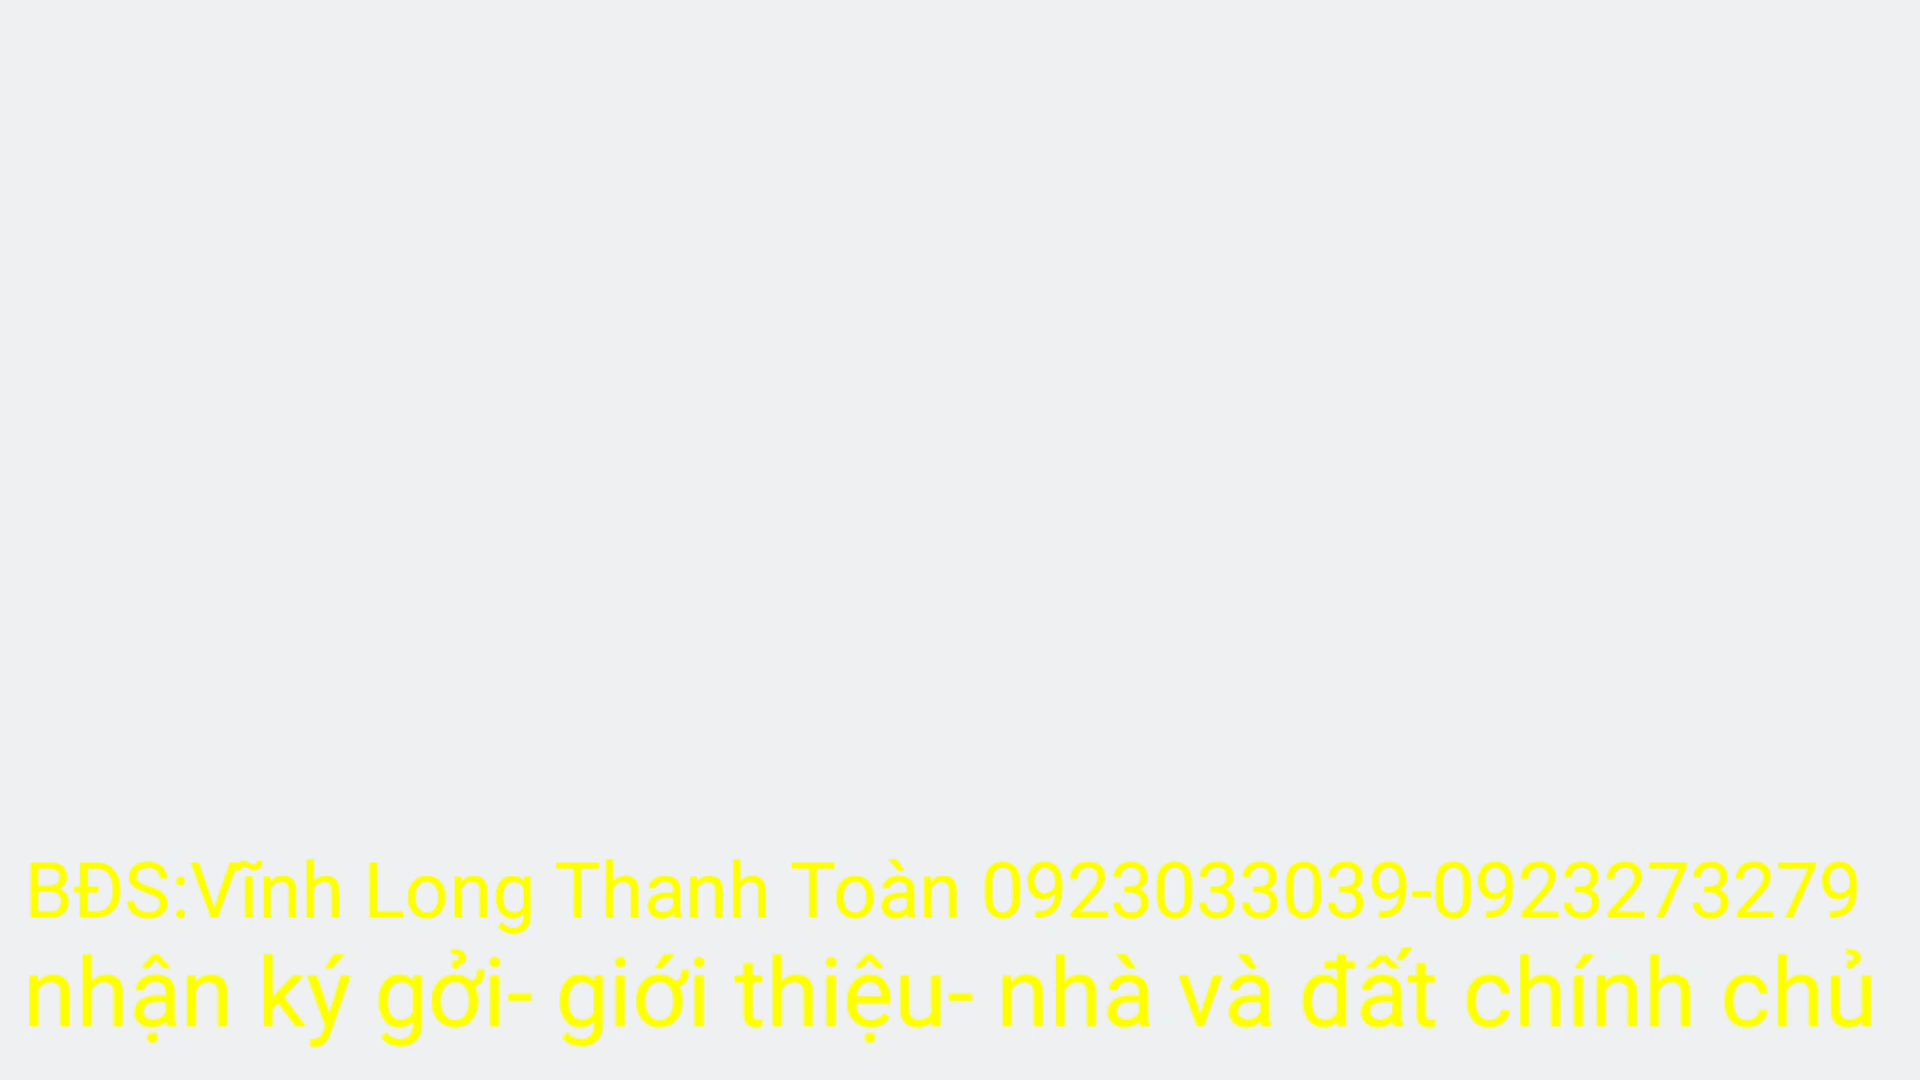 BĐS:Vĩnh Long Thanh Toàn 0923033039-0923273279
nhận ký gởi- giới thiệu- nhà và đất chính chủ